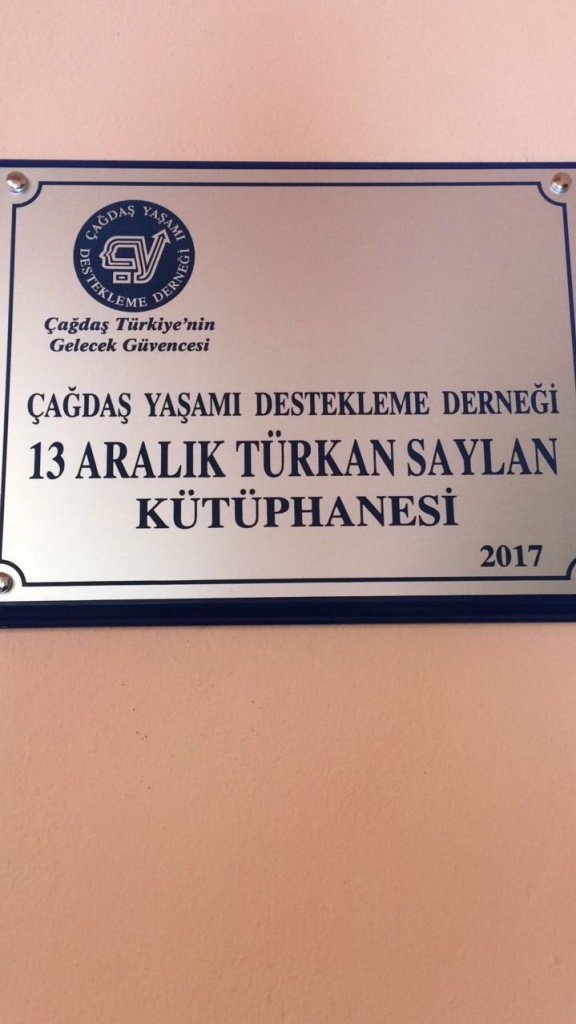 ÇAĞDAŞ YAŞAMI
DESTEKLEME DERNEĞİ
ÇY
Çağdaş Türkiye'nin
Gelecek Güvencesi
ÇAĞDAŞ YAŞAMI DESTEKLEME DERNEĞİ
13 ARALIK TÜRKAN SAYLAN
KÜTÜPHANESİ
2017